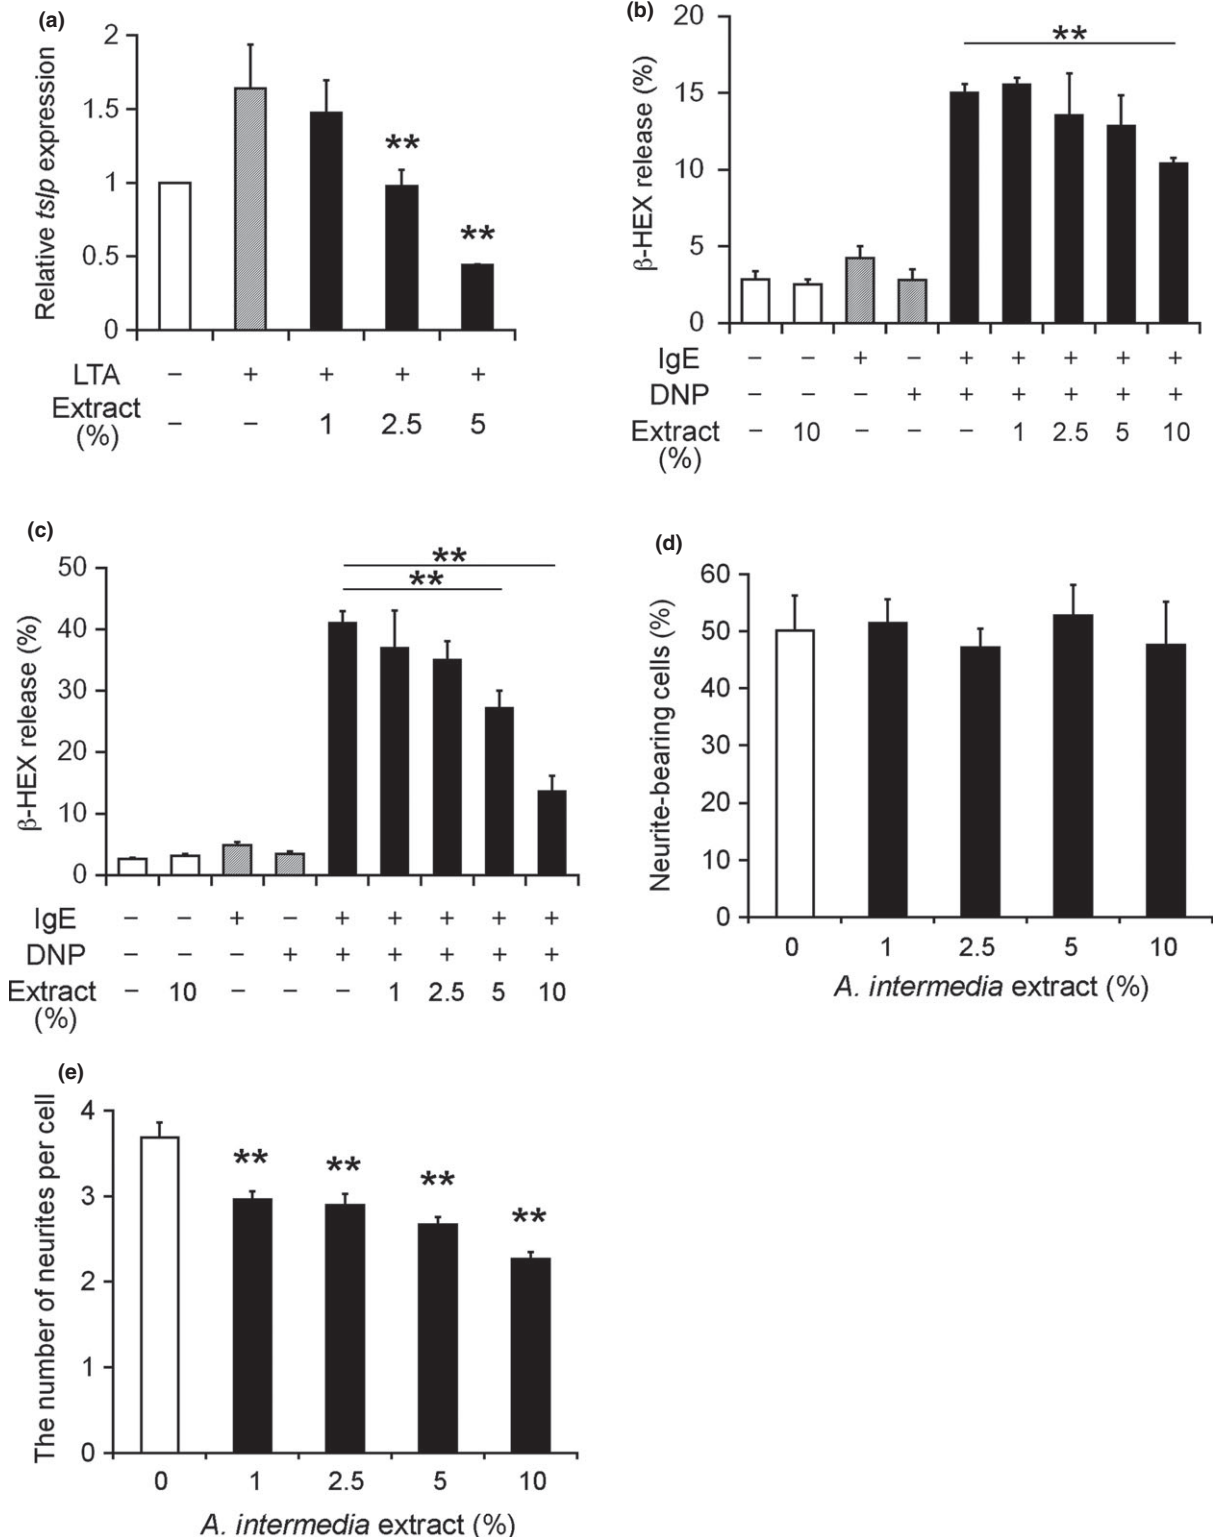 (a)
2
1.5
1
0.5
0
Relative tslp expression
**
**
LTA – + + + +
Extract (%) – – 1 2.5 5
(b)
20
15
10
5
0
β-HEX release (%)
**
IgE – – + – + + + + +
DNP – – – + + + + + +
Extract (%) – 10 – – – 1 2.5 5 10
(c)
50
40
30
20
10
0
β-HEX release (%)
**
**
IgE – – + – + + + + +
DNP – – – + + + + + +
Extract (%) – 10 – – – 1 2.5 5 10
(d)
60
50
40
30
20
10
0
Neurite-bearing cells (%)
0 1 2.5 5 10
A. intermedia extract (%)
(e)
4
3
2
1
0
The number of neurites per cell
**
**
**
**
0 1 2.5 5 10
A. intermedia extract (%)